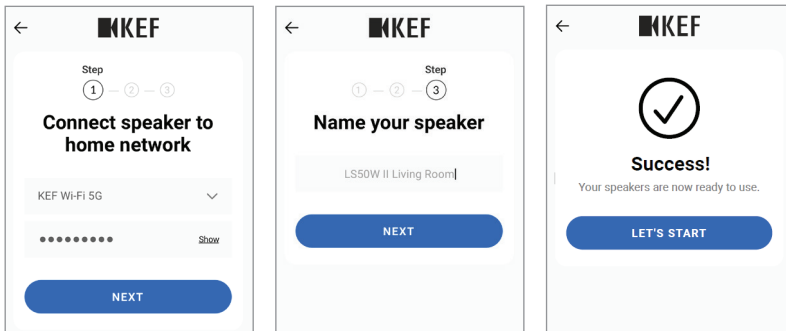 KEF
Step
1 2 3
Connect speaker to
home network
KEF Wi-Fi 5G
●●●●●●●●●
Show
NEXT
KEF
Step
1 2 3
Name your speaker
LS50W II Living Room
NEXT
KEF
Success!
Your speakers are now ready to use.
LET'S START